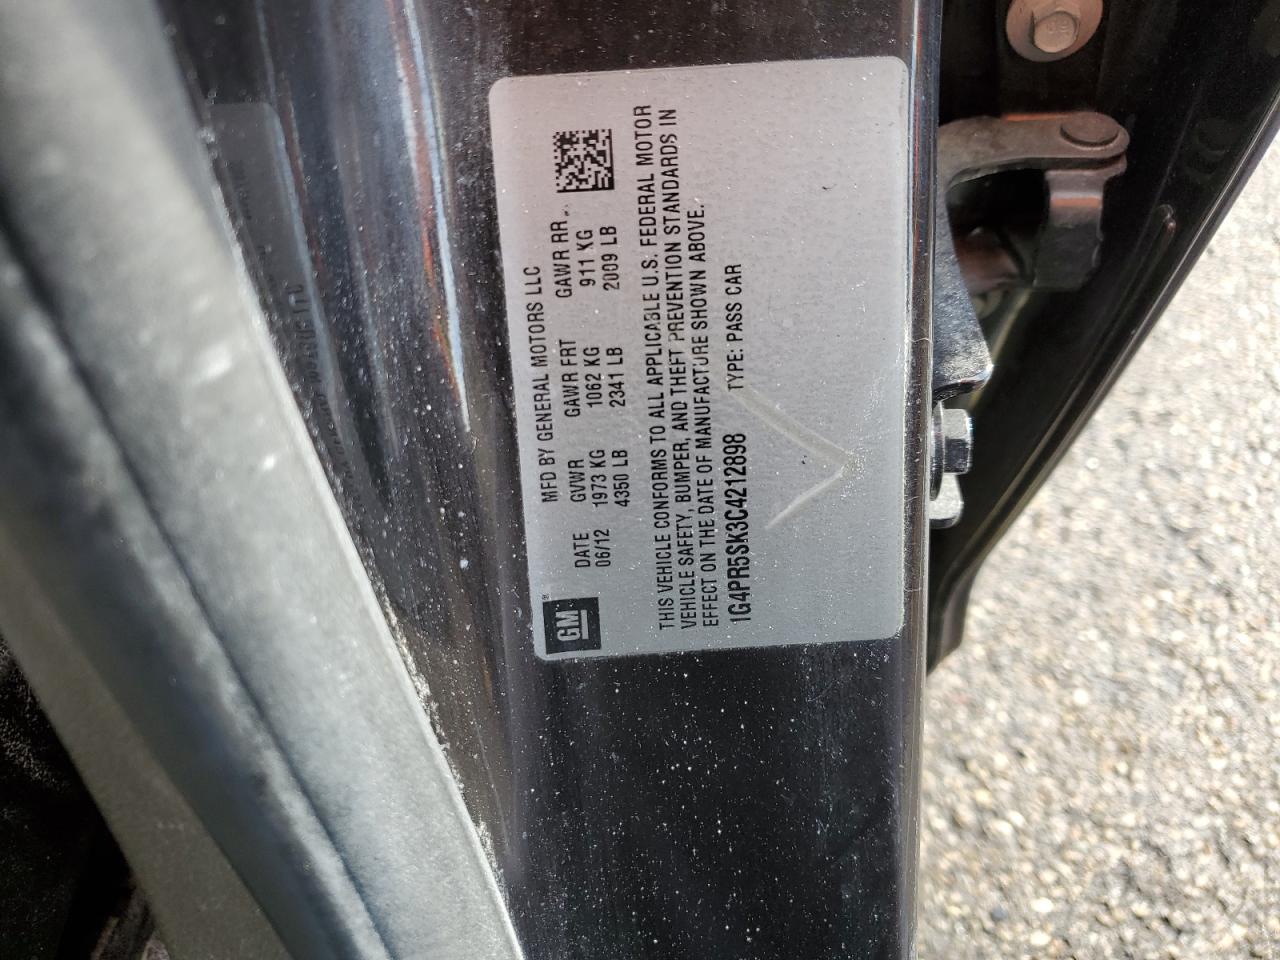 MFD BY GENERAL MOTORS LLC
DATE GVWR GAWR FRT GAWR RR
06/12 1973 KG 1062 KG 911 KG
4350 LB 2341 LB 2009 LB
GM®
THIS VEHICLE CONFORMS TO ALL APPLICABLE U.S. FEDERAL MOTOR
VEHICLE SAFETY, BUMPER, AND THEFT PREVENTION STANDARDS IN
EFFECT ON THE DATE OF MANUFACTURE SHOWN ABOVE.
1G4PR5SK3C4212898 TYPE: PASS CAR